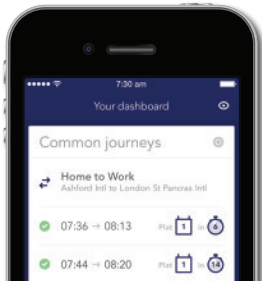 7:30 am
Your dashboard
Common journeys
Home to Work
Ashford Intl to London St Pancras Intl
07:36 → 08:13 Plat 1 in 6
07:44 → 08:20 Plat 1 in 14